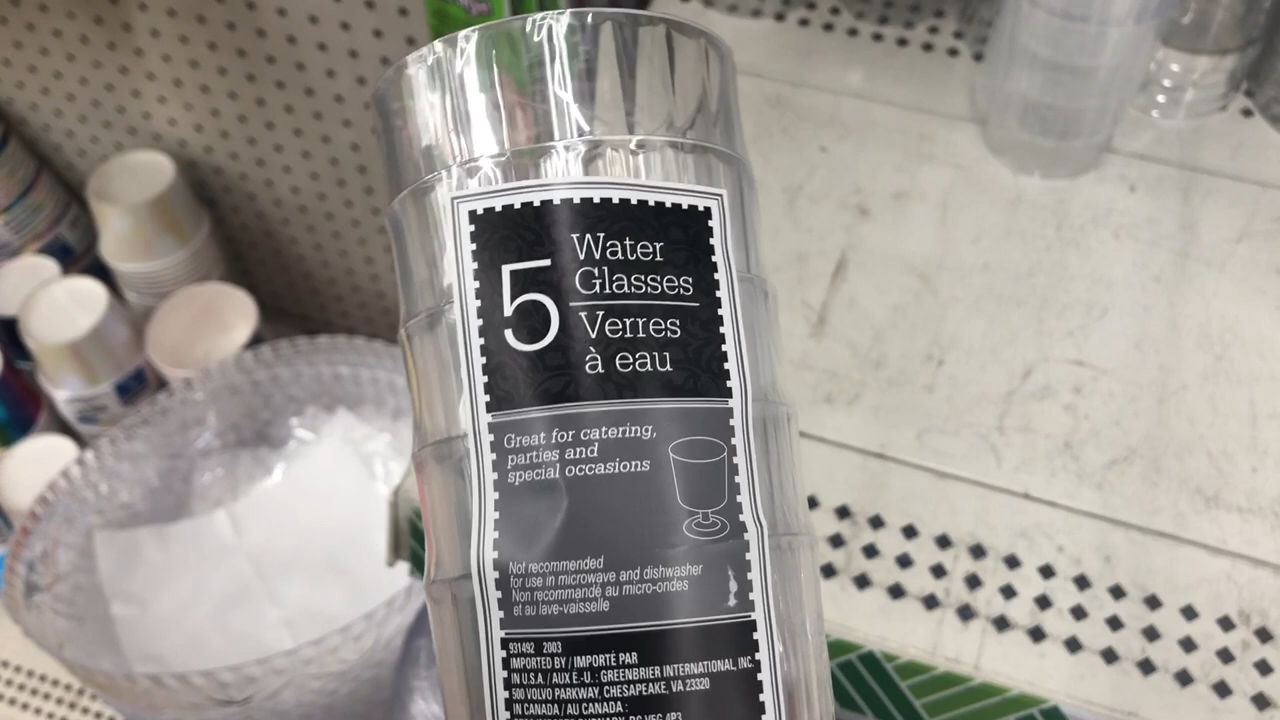 5
Water
Glasses
Verres
à eau
Great for catering,
parties and
special occasions
Not recommended
for use in microwave and dishwasher
Non recommandé au micro-ondes
et au lave-vaisselle
931492 2003
IMPORTED BY / IMPORTÉ PAR
IN U.S.A. / AUX É.-U. : GREENBRIER INTERNATIONAL, INC.
500 VOLVO PARKWAY, CHESAPEAKE, VA 23320
IN CANADA / AU CANADA :